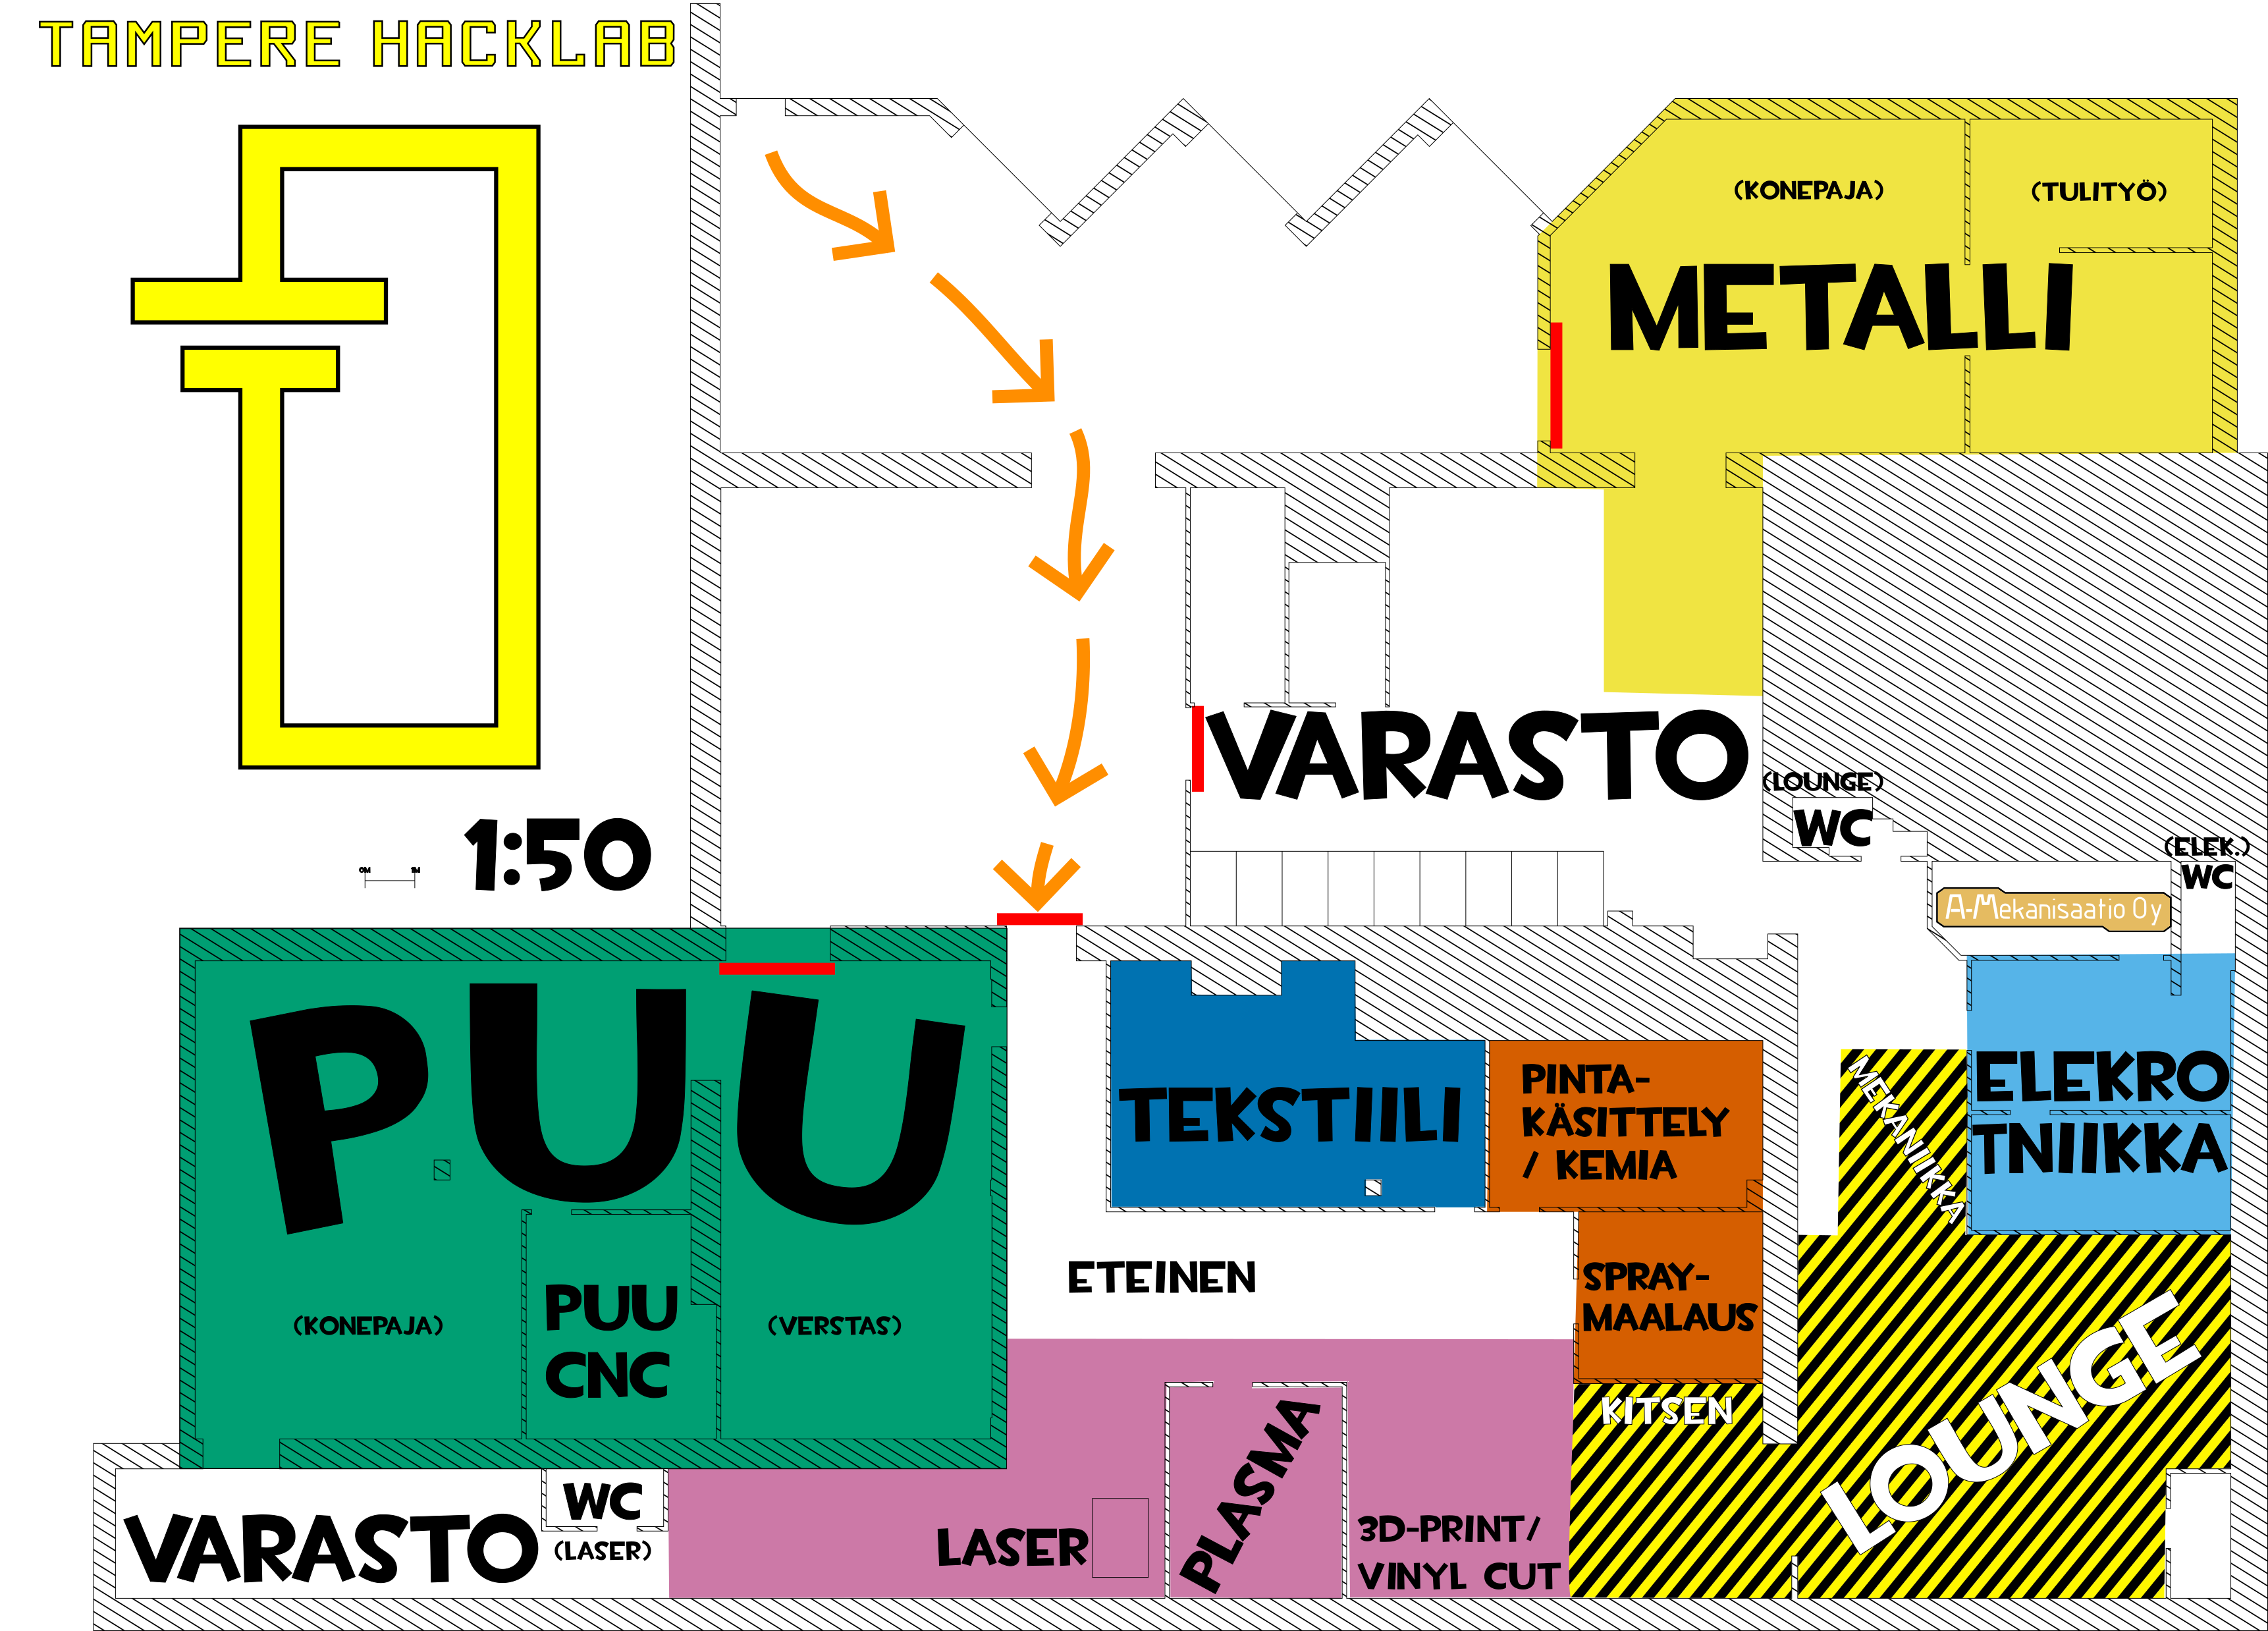 TAMPERE HACKLAB
(KONEPAJA)
(TULITYÖ)
METALLI
VARASTO
(LOUNGE)
WC
1:50
0M
1M
(ELEK.)
WC
A-Mekanisaatio Oy
PUU
TEKSTIILI
PINTA-
KÄSITTELY
/ KEMIA
MEKANIIKKA
ELEKRO
TNIIKKA
ETEINEN
SPRAY-
MAALAUS
PUU
CNC
(KONEPAJA)
(VERSTAS)
KITSEN
LOUNGE
VARASTO
WC
(LASER)
LASER
PLASMA
3D-PRINT/
VINYL CUT